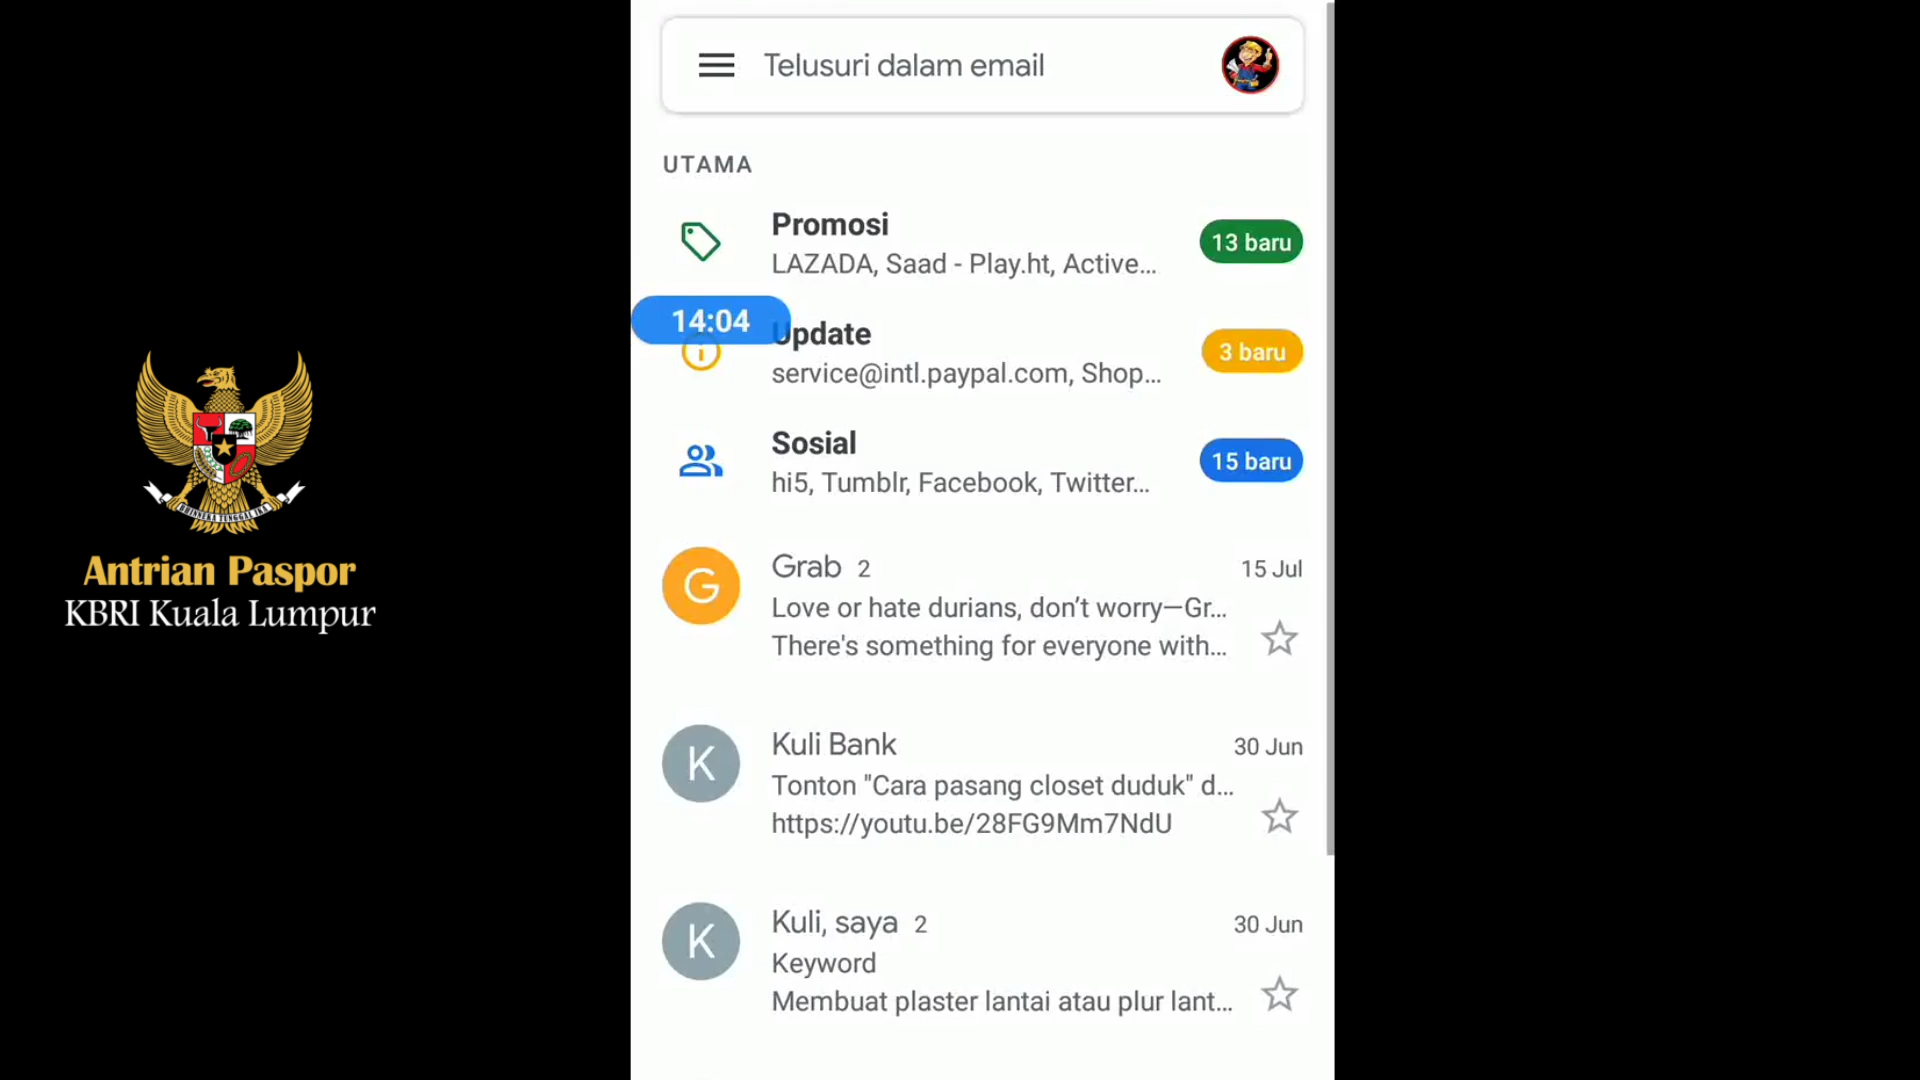 Telusuri dalam email
UTAMA
Promosi
13 baru
LAZADA, Saad - Play.ht, Active...
14:04
Update
3 baru
service@intl.paypal.com, Shop...
Sosial
15 baru
hi5, Tumblr, Facebook, Twitter...
G
Grab 2
15 Jul
Love or hate durians, don’t worry—Gr...
There's something for everyone with...
K
Kuli Bank
30 Jun
Tonton "Cara pasang closet duduk" d...
https://youtu.be/28FG9Mm7NdU
K
Kuli, saya 2
30 Jun
Keyword
Membuat plaster lantai atau plur lant...
BHINNEKA TUNGGAL IKA
Antrian Paspor
KBRI Kuala Lumpur